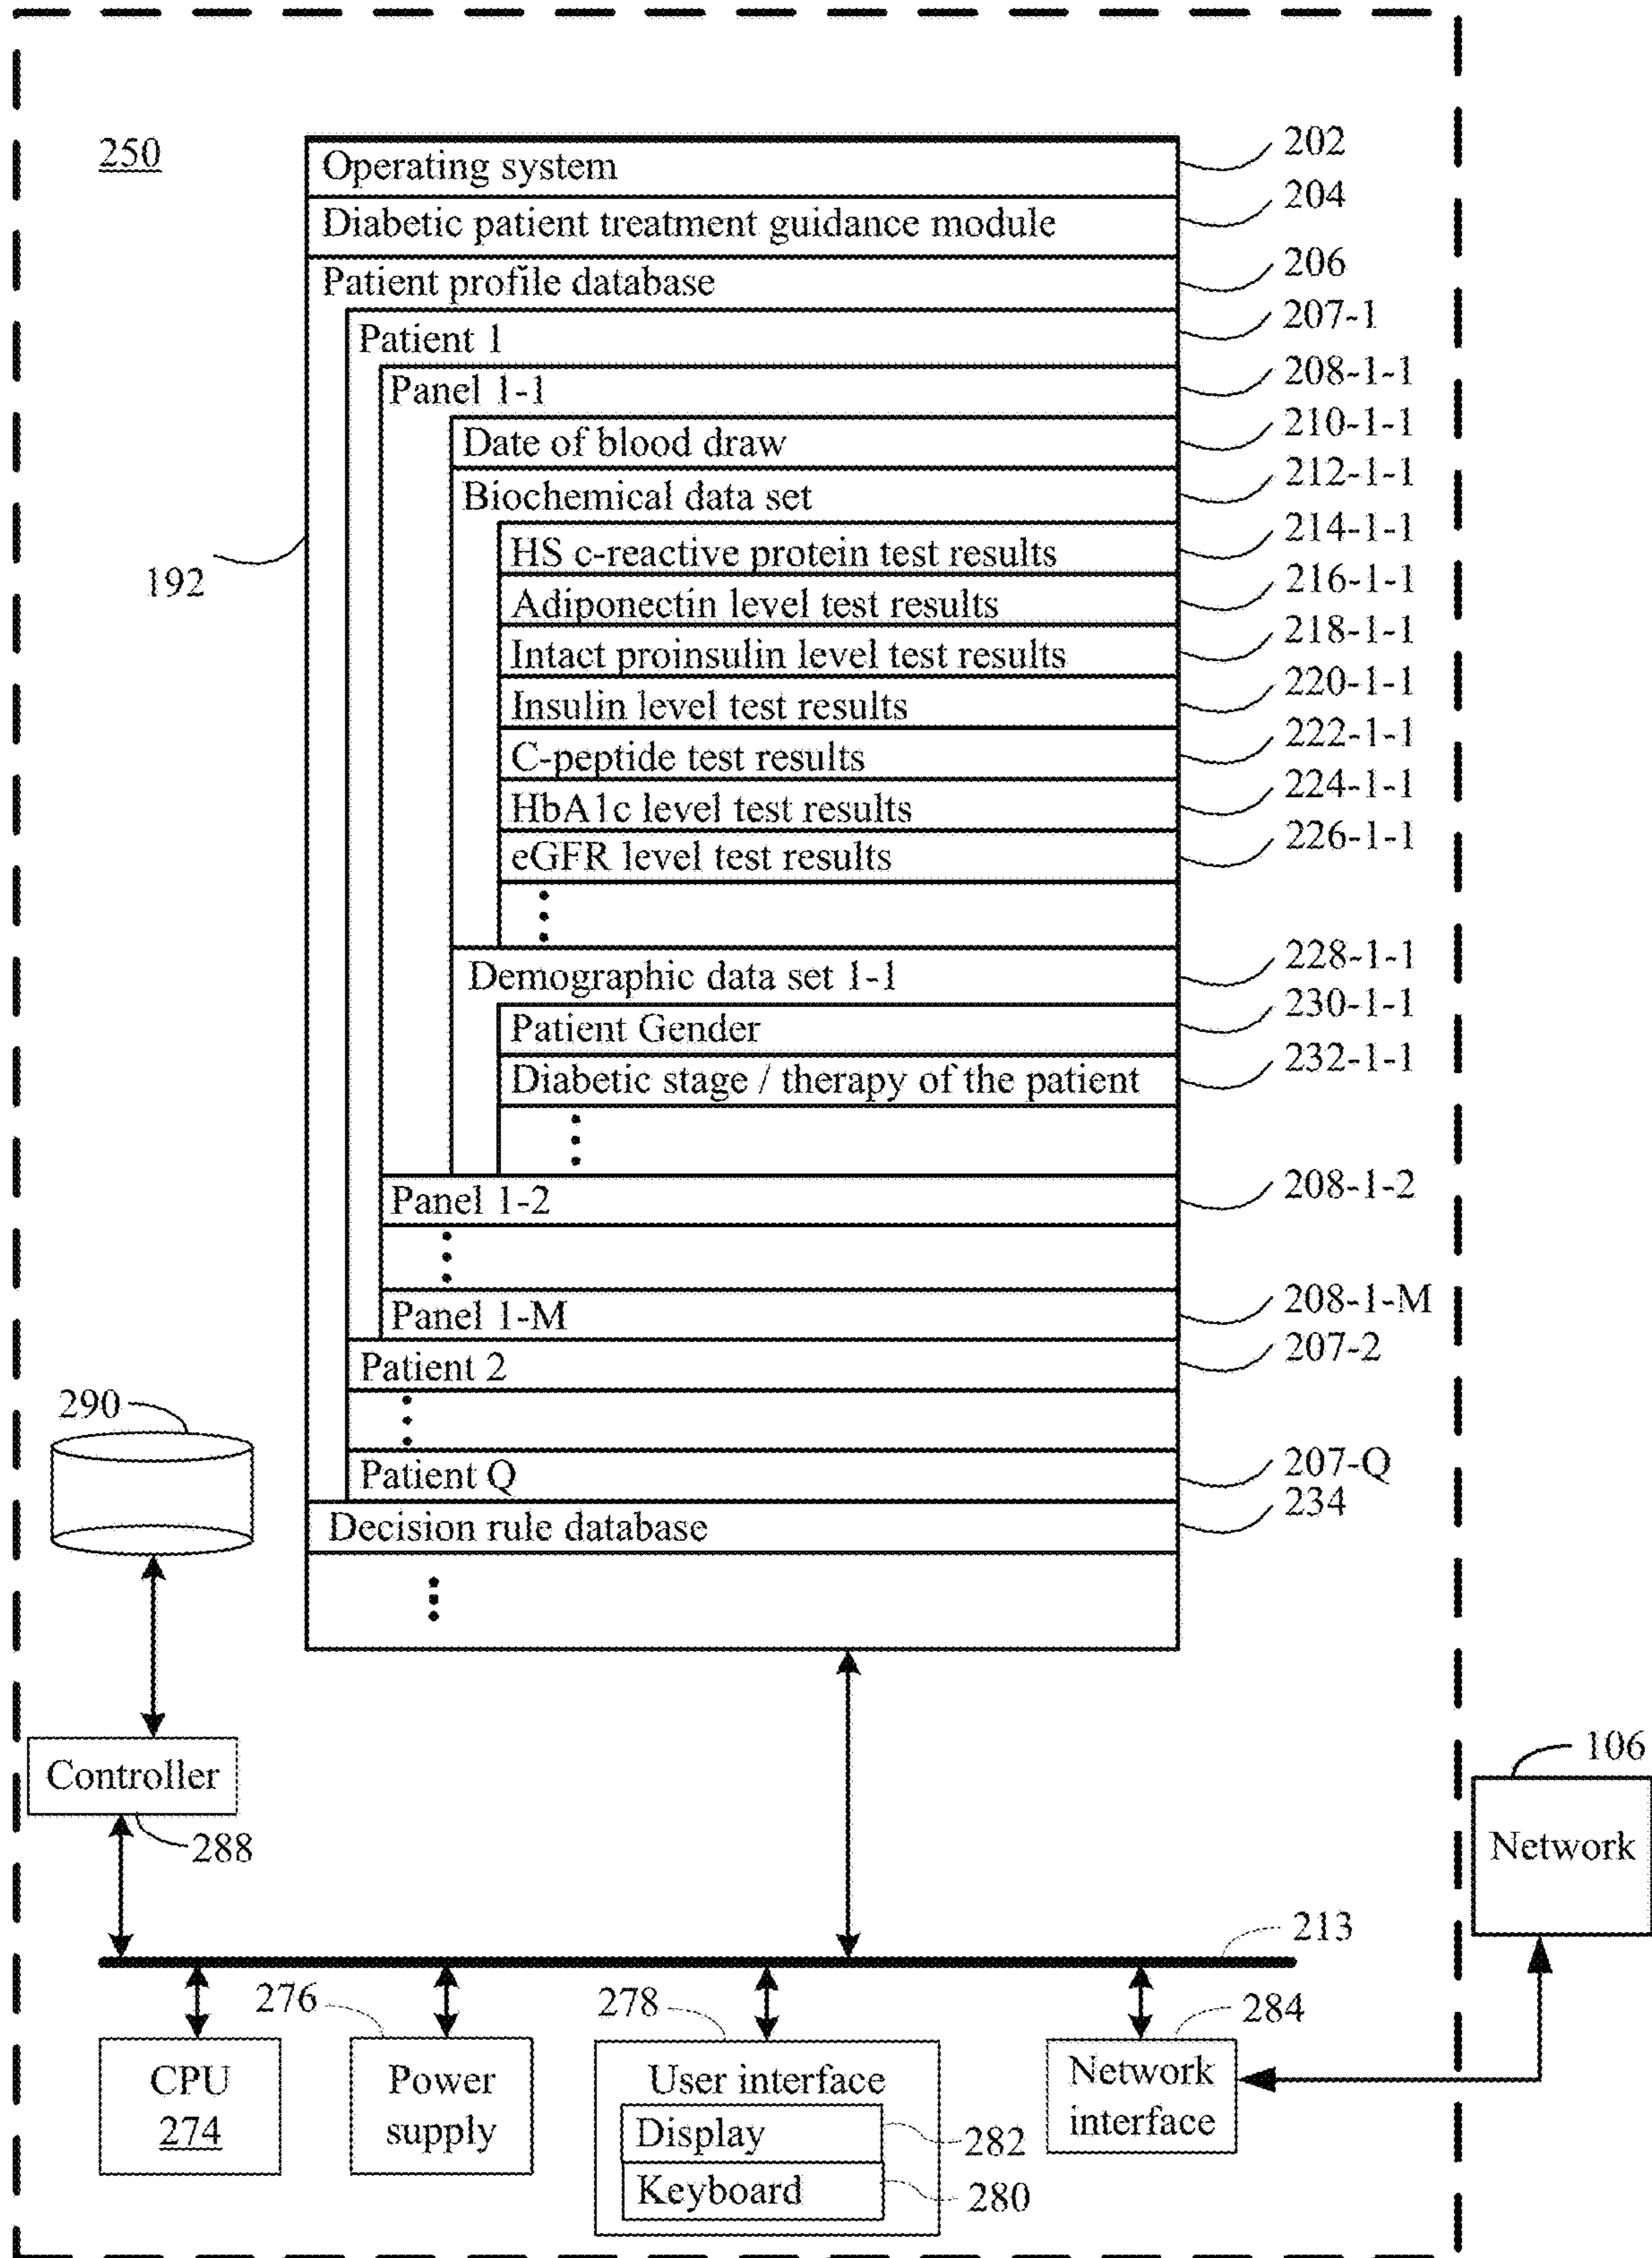 250
Operating system 202
Diabetic patient treatment guidance module 204
Patient profile database 206
Patient 1 207-1
Panel 1-1 208-1-1
Date of blood draw 210-1-1
Biochemical data set 212-1-1
HS c-reactive protein test results 214-1-1
192
Adiponectin level test results 216-1-1
Intact proinsulin level test results 218-1-1
Insulin level test results 220-1-1
C-peptide test results 222-1-1
HbA1c level test results 224-1-1
eGFR level test results 226-1-1
Demographic data set 1-1 228-1-1
Patient Gender 230-1-1
Diabetic stage / therapy of the patient 232-1-1
Panel 1-2 208-1-2
Panel 1-M 208-1-M
Patient 2 207-2
290
Patient Q 207-Q
Decision rule database 234
Controller
288
106
Network
213
276
278
284
CPU
274
Power
supply
User interface
Display 282
Keyboard 280
Network
interface